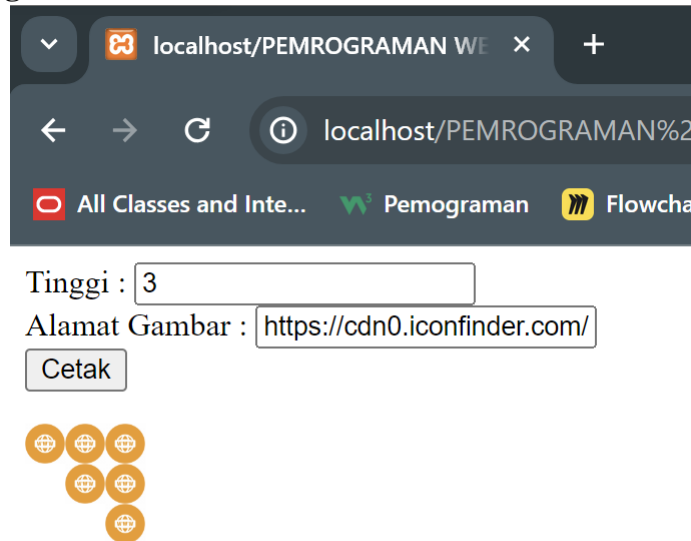 localhost/PEMROGRAMAN WE
localhost/PEMROGRAMAN%2
All Classes and Inte... Pemograman Flowcha
Tinggi : 3
Alamat Gambar : https://cdn0.iconfinder.com/
Cetak